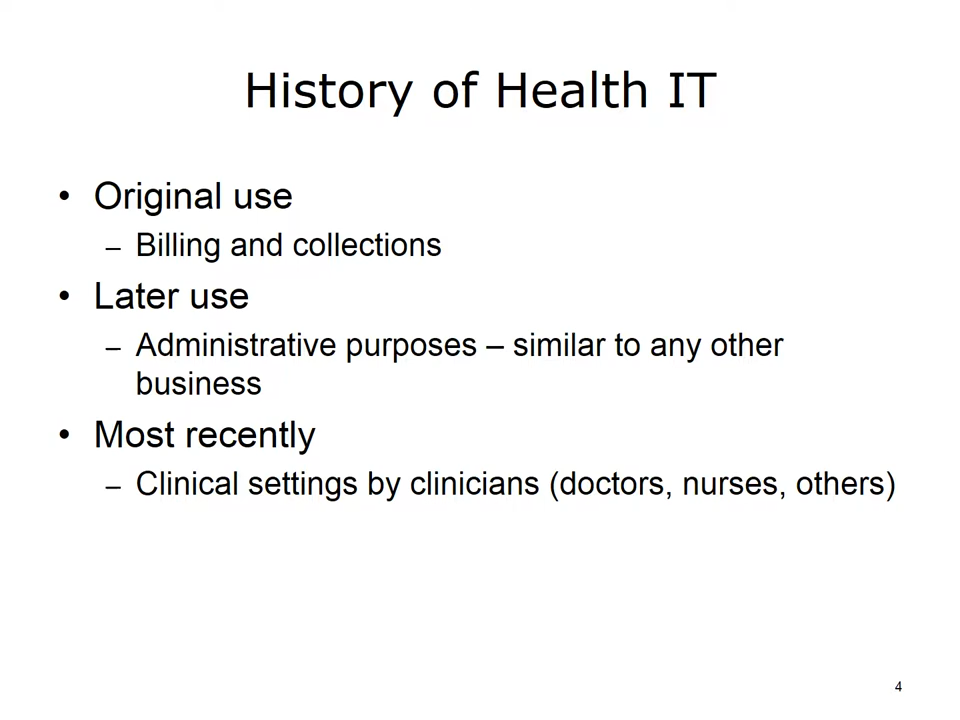 History of Health IT
• Original use
– Billing and collections
• Later use
– Administrative purposes – similar to any other
business
• Most recently
– Clinical settings by clinicians (doctors, nurses, others)
4